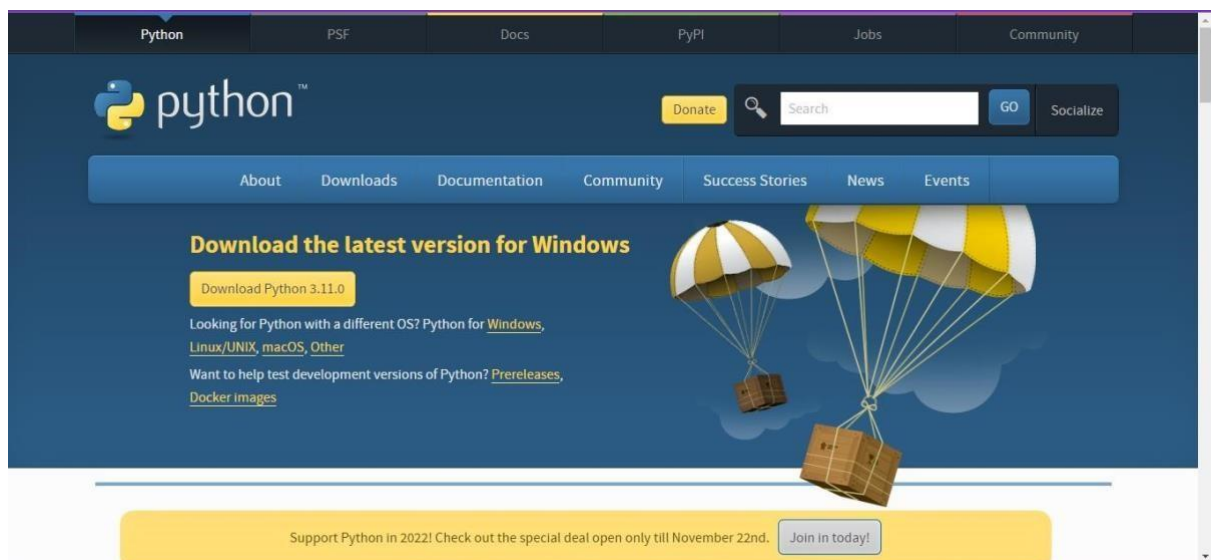 Python PSF Docs PyPI Jobs Community
python™
Donate Search GO Socialize
About Downloads Documentation Community Success Stories News Events
Download the latest version for Windows
Download Python 3.11.0
Looking for Python with a different OS? Python for Windows,
Linux/UNIX, macOS, Other
Want to help test development versions of Python? Prereleases,
Docker images
Support Python in 2022! Check out the special deal open only till November 22nd. Join in today!